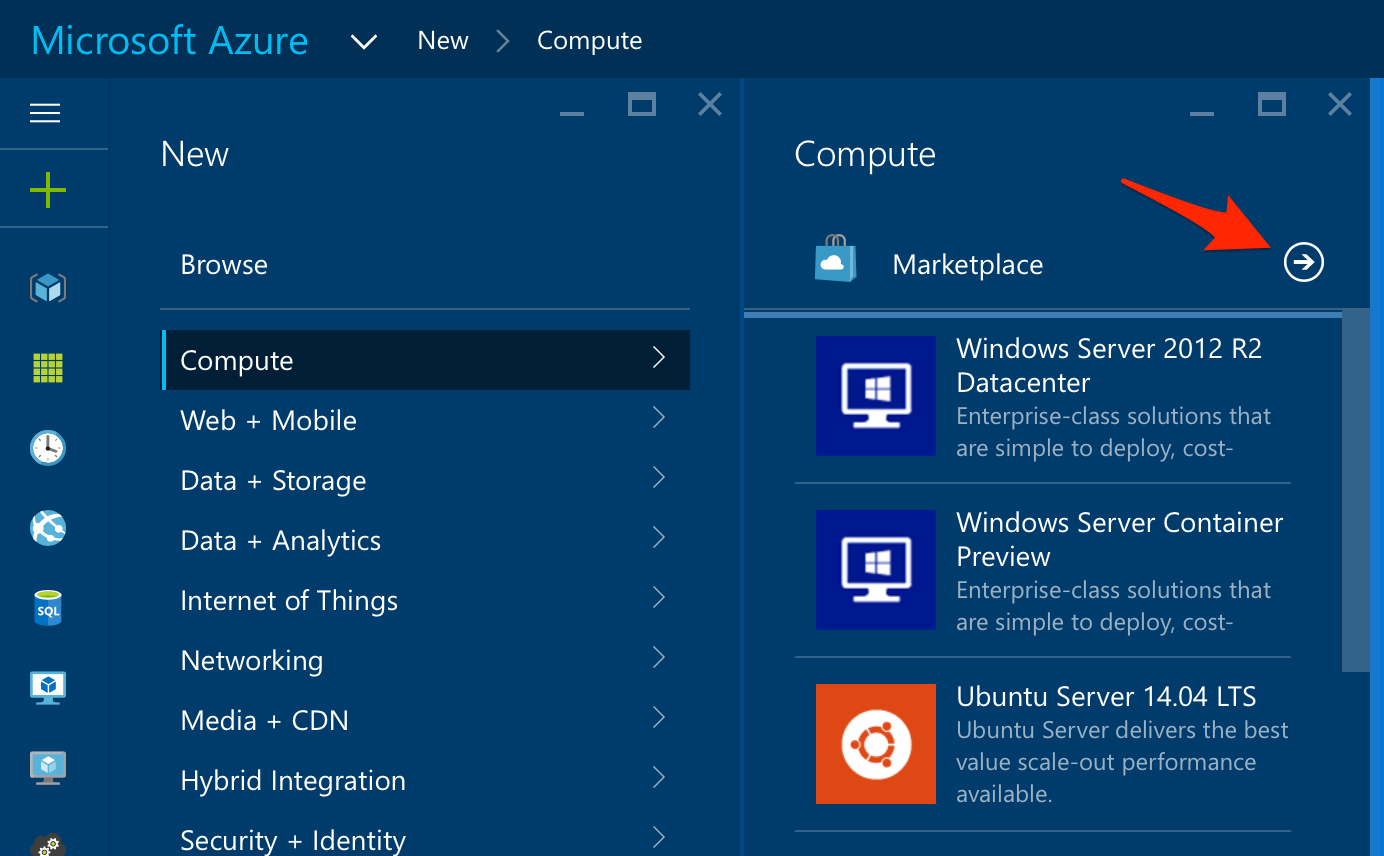 Microsoft Azure New Compute
New
Browse
Compute
Web + Mobile
Data + Storage
Data + Analytics
Internet of Things
Networking
Media + CDN
Hybrid Integration
Security + Identity
SQL
Compute
Marketplace
Windows Server 2012 R2
Datacenter
Enterprise-class solutions that
are simple to deploy, cost-
Windows Server Container
Preview
Enterprise-class solutions that
are simple to deploy, cost-
Ubuntu Server 14.04 LTS
Ubuntu Server delivers the best
value scale-out performance
available.